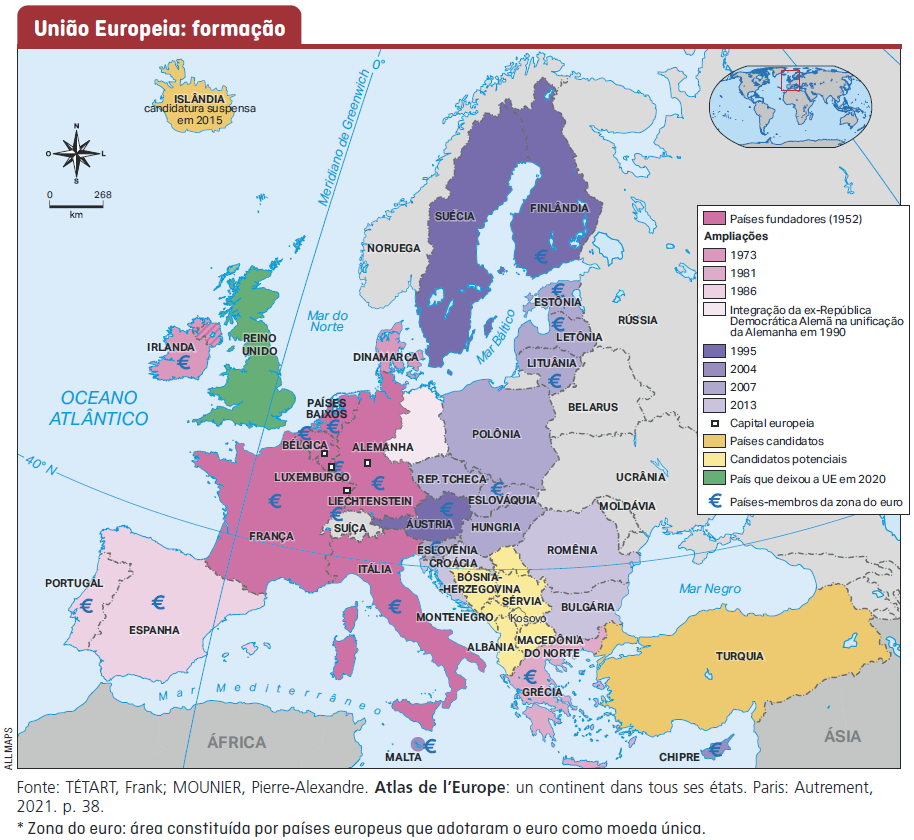 União Europeia: formação
ISLÂNDIA
candidatura suspensa
em 2015
Meridiano de Greenwich
0°
N
O
L
S
0
268
km
SUÉCIA
FINLÂNDIA
NORUEGA
€
Países fundadores (1952)
Ampliações
1973
1981
1986
Integração da ex-República
Democrática Alemã na unificação
da Alemanha em 1990
1995
2004
2007
2013
Capital europeia
Países candidatos
Candidatos potenciais
País que deixou a UE em 2020
€ Países-membros da zona do euro
€
ESTÔNIA
Mar do
Norte
Mar Báltico
RÚSSIA
€
LETÔNIA
REINO
UNIDO
IRLANDA
€
DINAMARCA
LITUÂNIA
€
OCEANO
ATLÂNTICO
PAÍSES
BAIXOS
€
€
BELARUS
BÉLGICA
ALEMANHA
POLÔNIA
40° N
€
LUXEMBURGO
€
REP. TCHECA
UCRÂNIA
€
ESLOVÁQUIA
LIECHTENSTEIN
€
€
MOLDÁVIA
€
FRANÇA
SUÍÇA
ÁUSTRIA
HUNGRIA
ESLOVÊNIA
ROMÊNIA
CROÁCIA
ITÁLIA
BÓSNIA-
HERZEGOVINA
PORTUGAL
€
€
€
SÉRVIA
Mar Negro
BULGÁRIA
MONTENEGRO
Kosovo
ESPANHA
ALBÂNIA
MACEDÔNIA
DO NORTE
TURQUIA
€
GRÉCIA
Mar Mediterrâneo
ÁFRICA
ÁSIA
MALTA
€
CHIPRE
€
ALLMAPS
Fonte: TÉTART, Frank; MOUNIER, Pierre-Alexandre. Atlas de l’Europe: un continent dans tous ses états. Paris: Autrement,
2021. p. 38.
* Zona do euro: área constituída por países europeus que adotaram o euro como moeda única.